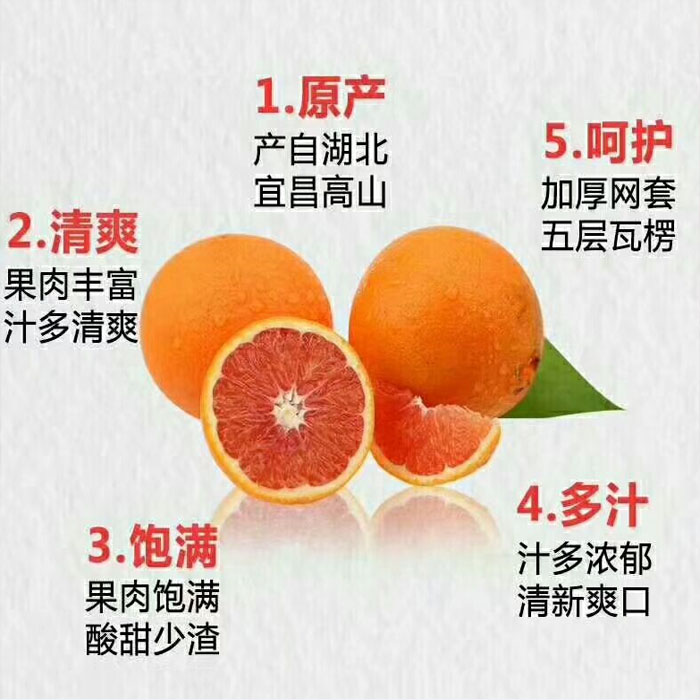 1.原产
产自湖北
宜昌高山
2.清爽
果肉丰富
汁多清爽
3.饱满
果肉饱满
酸甜少渣
4.多汁
汁多浓郁
清新爽口
5.呵护
加厚网套
五层瓦楞